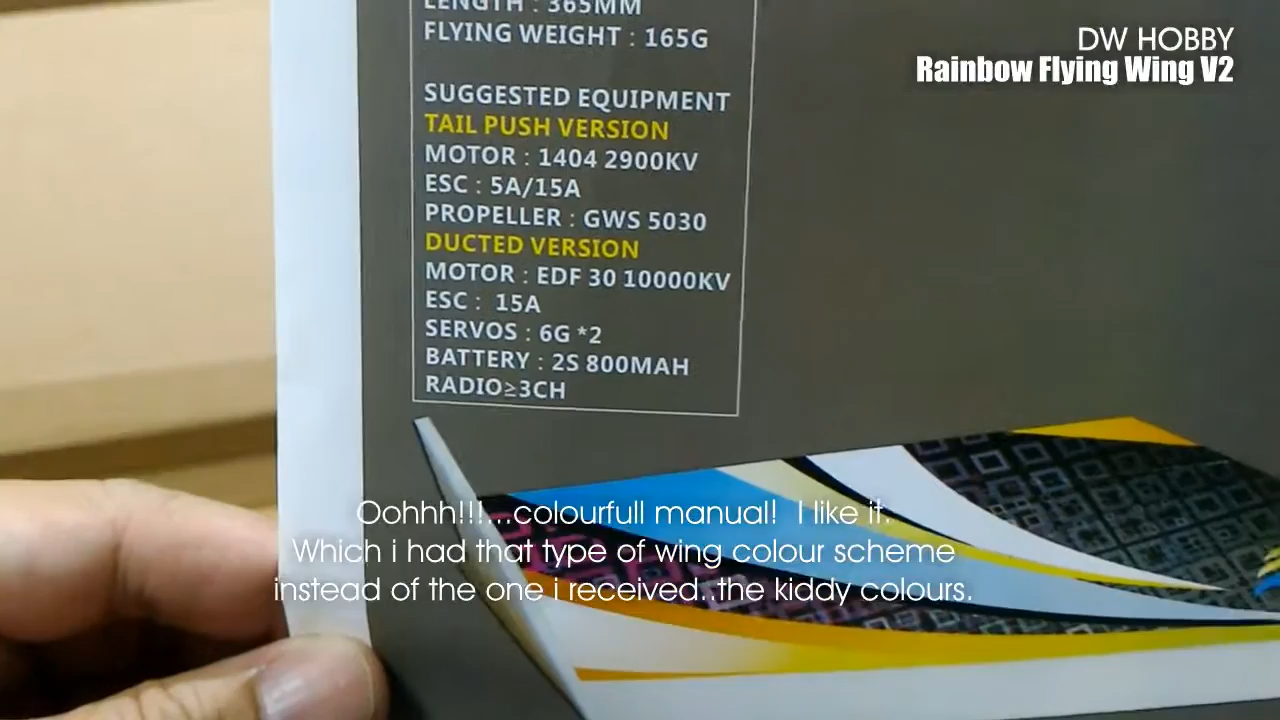 LENGTH : 365MM
FLYING WEIGHT : 165G
SUGGESTED EQUIPMENT
TAIL PUSH VERSION
MOTOR : 1404 2900KV
ESC : 5A/15A
PROPELLER : GWS 5030
DUCTED VERSION
MOTOR : EDF 30 10000KV
ESC : 15A
SERVOS : 6G *2
BATTERY : 2S 800MAH
RADIO≥3CH
DW HOBBY
Rainbow Flying Wing V2
Oohhh!!!...colourfull manual! I like it.
Which i had that type of wing colour scheme
instead of the one i received..the kiddy colours.